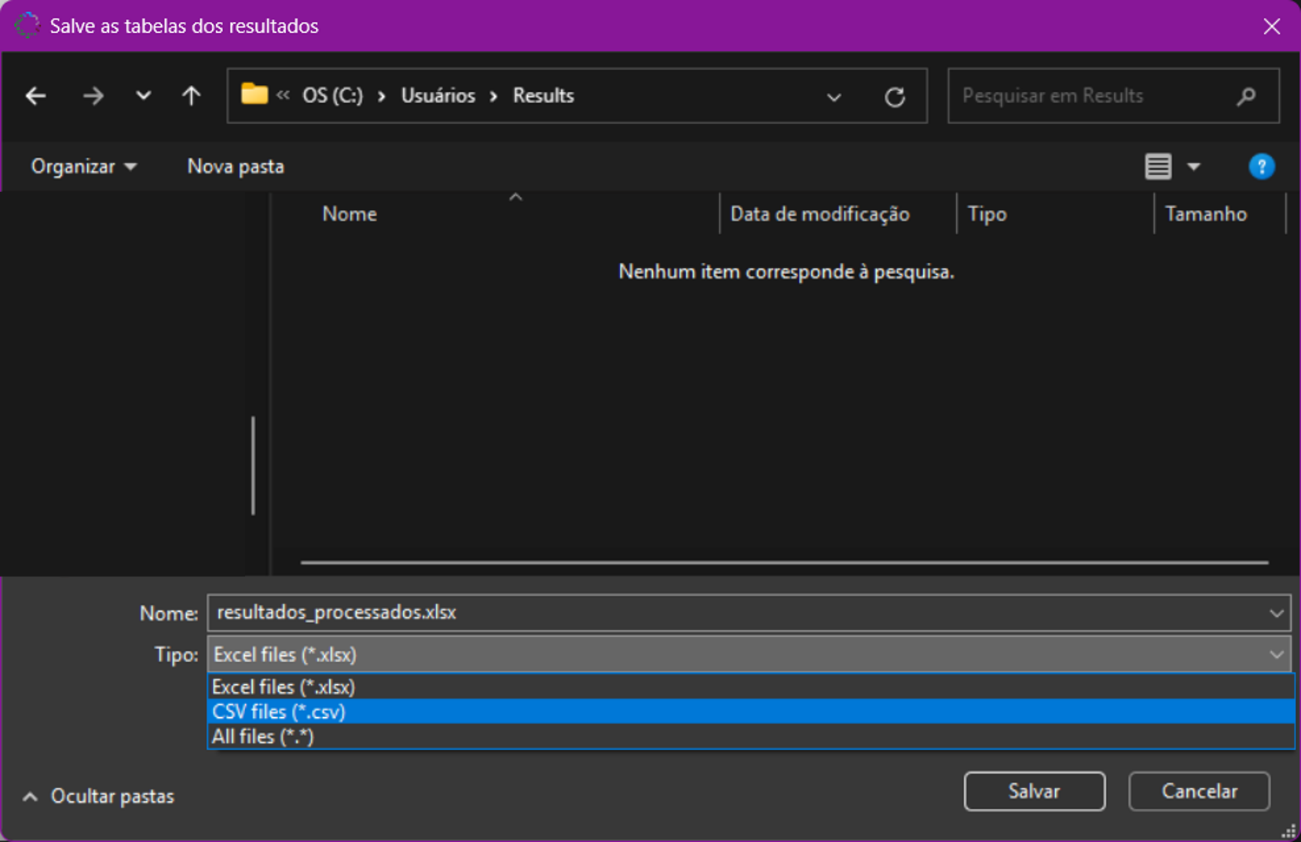 Salve as tabelas dos resultados
« OS (C:) › Usuários › Results
Pesquisar em Results
Organizar
Nova pasta
?
Nome
Data de modificação
Tipo
Tamanho
Nenhum item corresponde à pesquisa.
Nome: resultados_processados.xlsx
Tipo: Excel files (*.xlsx)
Excel files (*.xlsx)
CSV files (*.csv)
All files (*.*)
Ocultar pastas
Salvar
Cancelar